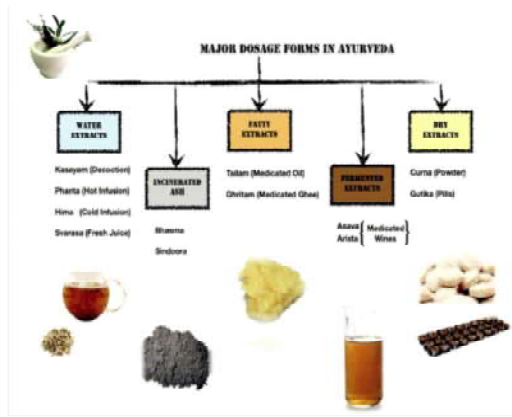 MAJOR DOSAGE FORMS IN AYURVEDA
WATER
EXTRACTS
Kasayam (Decoction)
Phanta (Hot Infusion)
Hima (Cold Infusion)
Svarasa (Fresh Juice)
INCINERATED
ASH
Bhasma
Sindoora
FATTY
EXTRACTS
Tailam (Medicated Oil)
Ghritam (Medicated Ghee)
FERMENTED
EXTRACTS
Asava { Medicated }
Arista { Wines }
DRY
EXTRACTS
Curna (Powder)
Gutika (Pills)